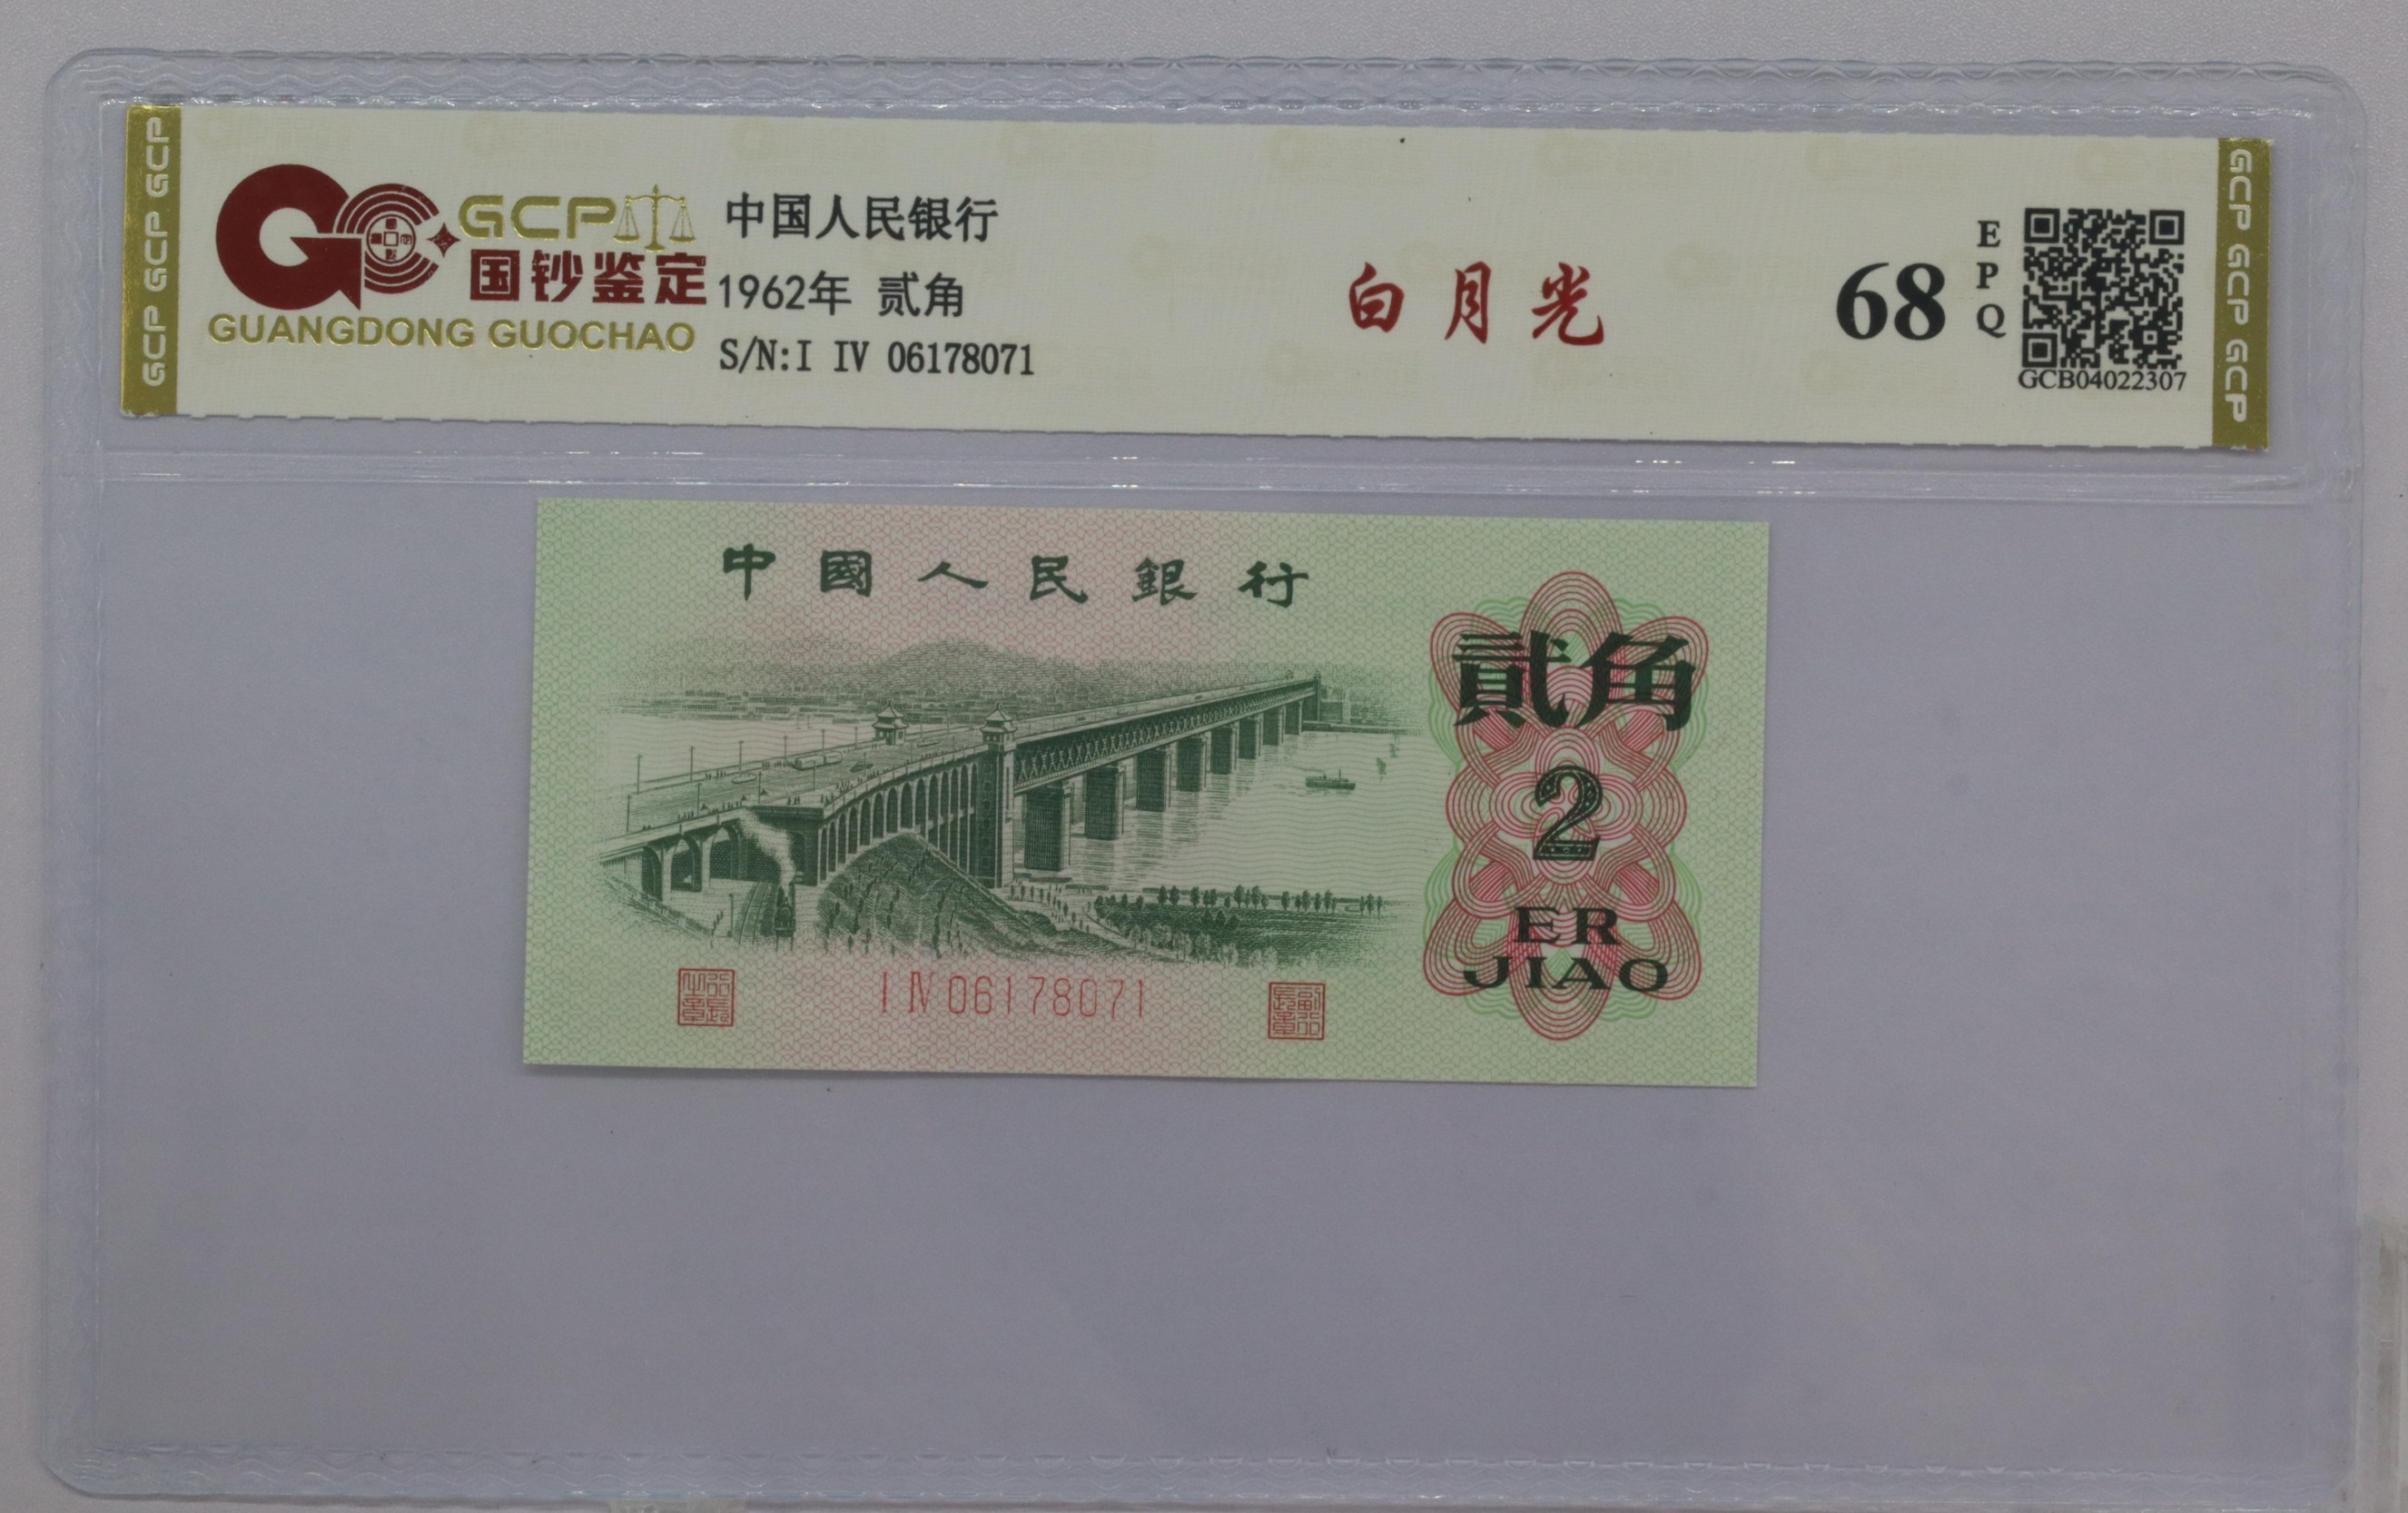 GCP GCP GCP
GCP
国钞鉴定
GUANGDONG GUOCHAO
中国人民银行
1962年 贰角
S/N:I IV 06178071
白月光
68
EPQ
GCB04022307
GCP GCP GCP
中國人民銀行
貳角
2
ER
JIAO
I IV 06178071